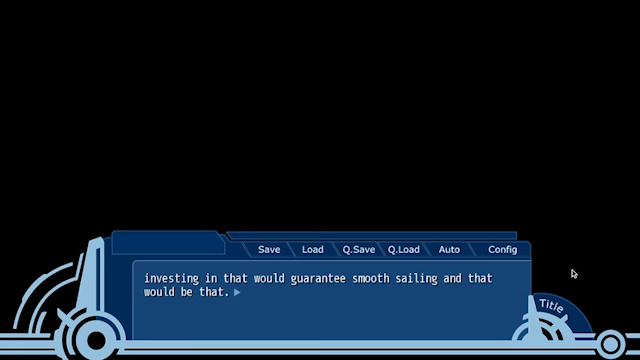 Save Load Q.Save Q.Load Auto Config
investing in that would guarantee smooth sailing and that
would be that.
Title